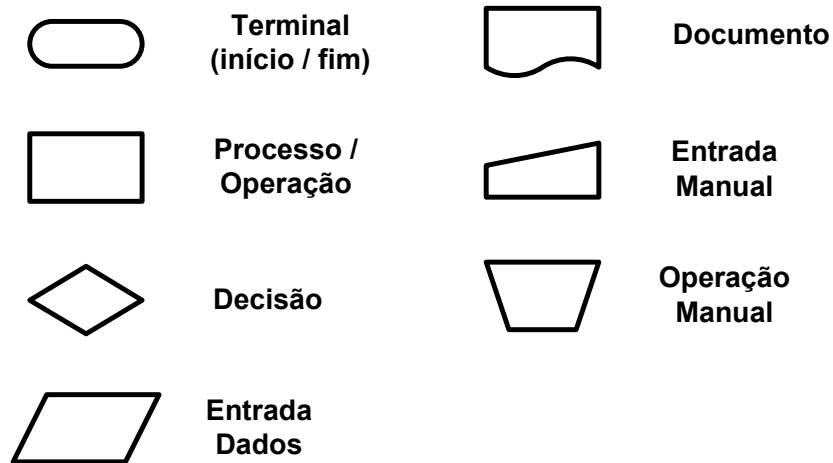 Terminal
(início / fim)
Documento
Processo /
Operação
Entrada
Manual
Decisão
Operação
Manual
Entrada
Dados